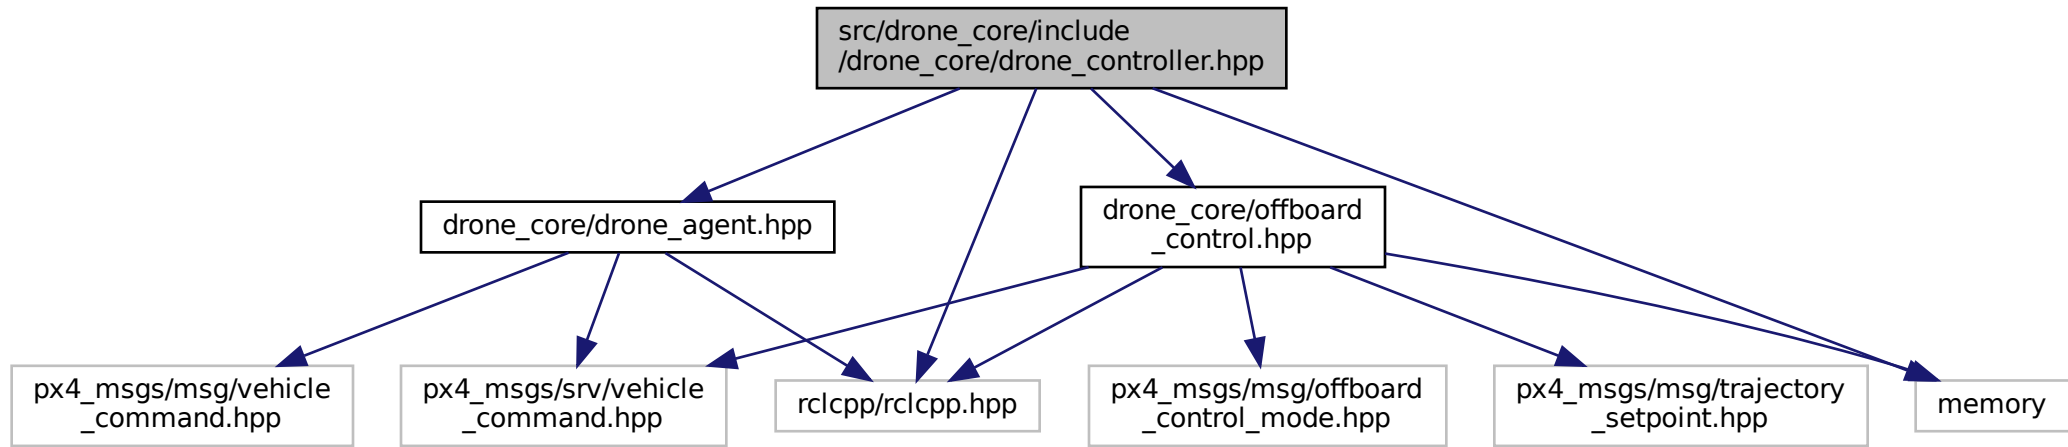 src/drone_core/include
/drone_core/drone_controller.hpp
drone_core/drone_agent.hpp
drone_core/offboard
_control.hpp
px4_msgs/msg/vehicle
_command.hpp
px4_msgs/srv/vehicle
_command.hpp
rclcpp/rclcpp.hpp
px4_msgs/msg/offboard
_control_mode.hpp
px4_msgs/msg/trajectory
_setpoint.hpp
memory